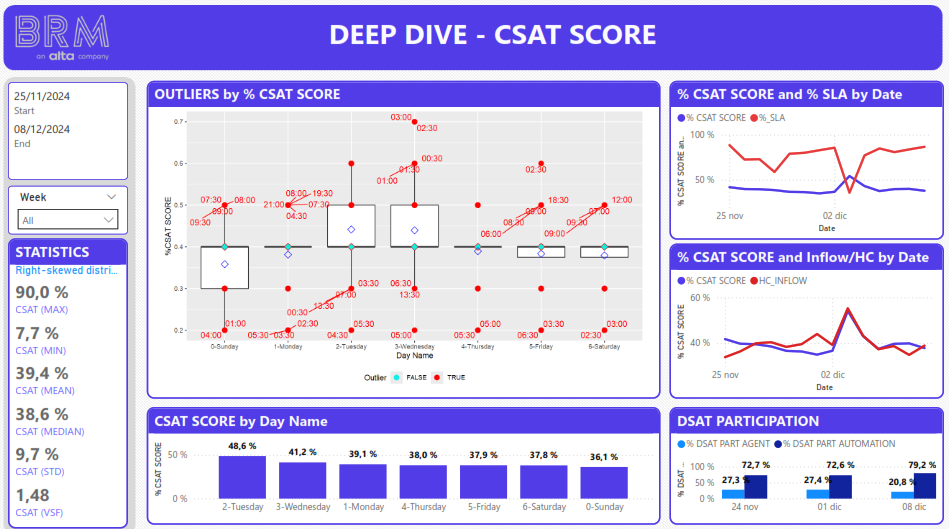 BRM
an alta company
DEEP DIVE - CSAT SCORE
25/11/2024
Start
08/12/2024
End
Week
All
STATISTICS
Right-skewed distri...
90,0 %
CSAT (MAX)
7,7 %
CSAT (MIN)
39,4 %
CSAT (MEAN)
38,6 %
CSAT (MEDIAN)
9,7 %
CSAT (STD)
1,48
CSAT (VSF)
OUTLIERS by % CSAT SCORE
%CSAT SCORE
0.7
0.6
0.5
0.4
0.3
0.2
03:00
02:30
00:30
01:30
01:00
02:30
07:30
08:00
09:00
09:30
08:00
19:30
21:00
07:30
04:30
18:30
09:00
08:30
06:00
12:00
07:00
09:30
09:00
03:30
07:00
13:30
00:30
06:30
13:30
01:00
04:00
02:30
05:30
03:30
05:30
04:30
05:00
05:00
05:30
03:30
06:30
03:00
02:30
0-Sunday
1-Monday
2-Tuesday
3-Wednesday
4-Thursday
5-Friday
6-Saturday
Day Name
Outlier
FALSE
TRUE
CSAT SCORE by Day Name
% CSAT SCORE
50 %
0 %
48,6 %
41,2 %
39,1 %
38,0 %
37,9 %
37,8 %
36,1 %
2-Tuesday
3-Wednesday
1-Monday
4-Thursday
5-Friday
6-Saturday
0-Sunday
% CSAT SCORE and % SLA by Date
% CSAT SCORE
%_SLA
% CSAT SCORE an...
100 %
50 %
25 nov
02 dic
Date
% CSAT SCORE and Inflow/HC by Date
% CSAT SCORE
HC_INFLOW
% CSAT SCORE
60 %
40 %
25 nov
02 dic
Date
DSAT PARTICIPATION
% DSAT PART AGENT
% DSAT PART AUTOMATION
% DSAT
100 %
50 %
0 %
27,3 %
72,7 %
27,4 %
72,6 %
20,8 %
79,2 %
24 nov
01 dic
08 dic